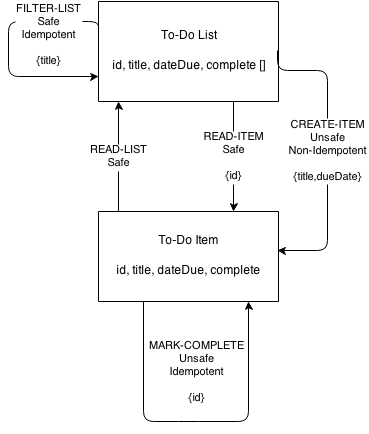 FILTER-LIST
Safe
Idempotent
{title}
To-Do List
id, title, dateDue, complete []
READ-LIST
Safe
READ-ITEM
Safe
{id}
CREATE-ITEM
Unsafe
Non-Idempotent
{title,dueDate}
To-Do Item
id, title, dateDue, complete
MARK-COMPLETE
Unsafe
Idempotent
{id}